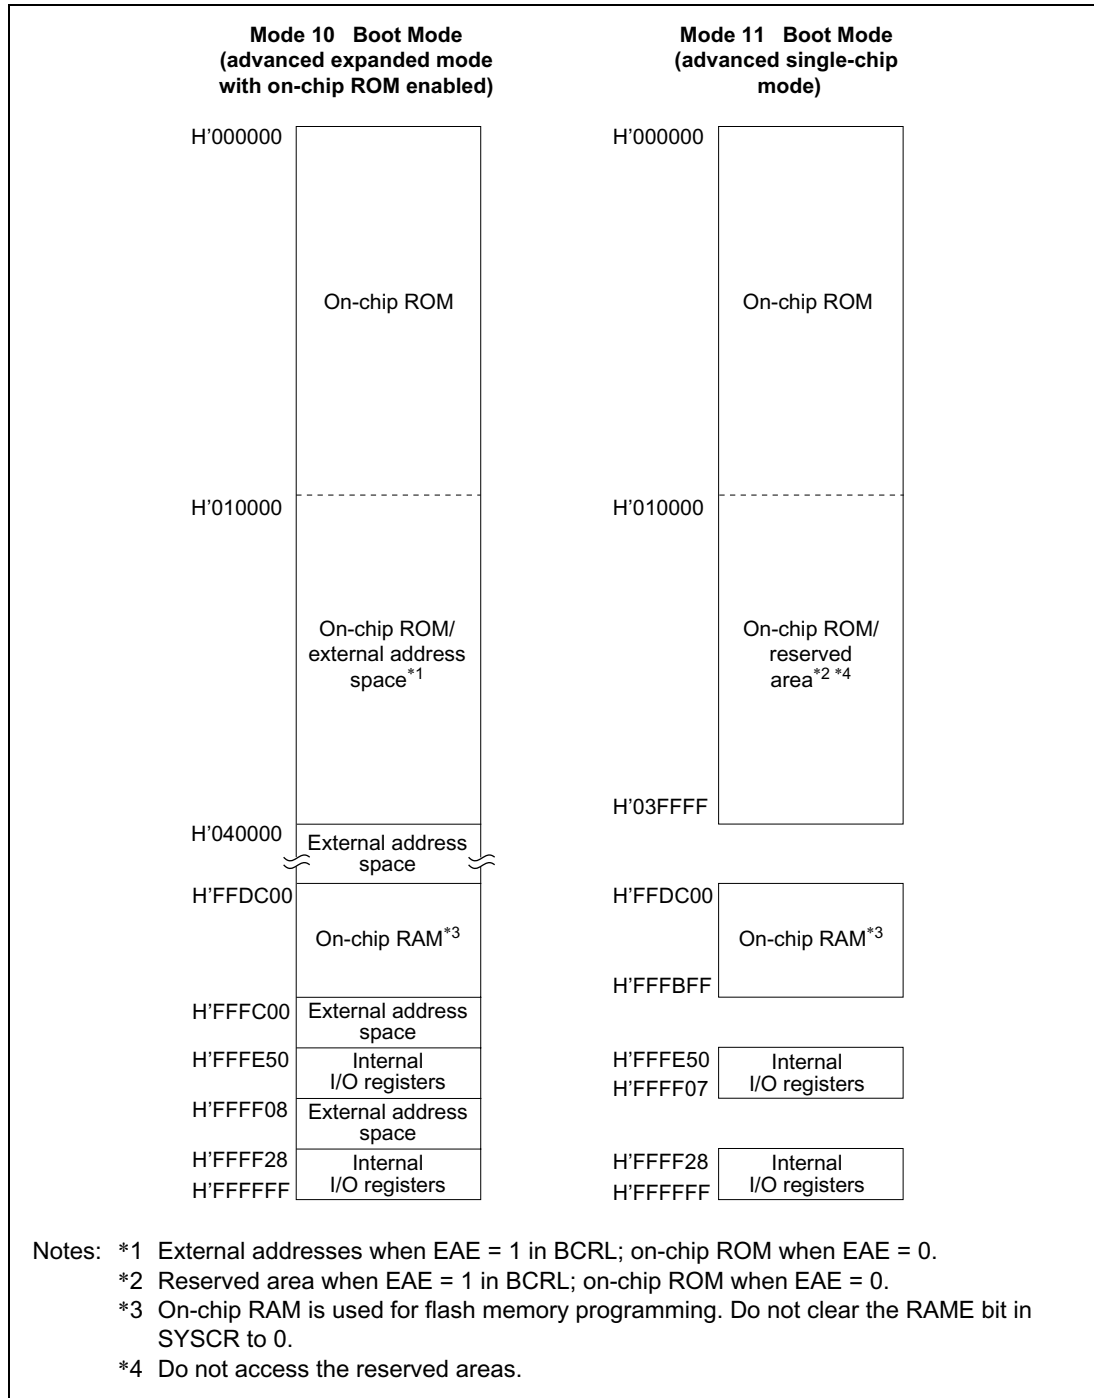 Mode 10 Boot Mode
(advanced expanded mode
with on-chip ROM enabled)
H'000000
On-chip ROM
H'010000
On-chip ROM/
external address
space*1
H'040000
External address
space
H'FFDC00
On-chip RAM*3
H'FFFC00
External address
space
H'FFFE50
Internal
I/O registers
H'FFFF08
External address
space
H'FFFF28
Internal
I/O registers
H'FFFFFF
Mode 11 Boot Mode
(advanced single-chip
mode)
H'000000
On-chip ROM
H'010000
On-chip ROM/
reserved
area*2 *4
H'03FFFF
H'FFDC00
On-chip RAM*3
H'FFFBFF
H'FFFE50
Internal
I/O registers
H'FFFF07
H'FFFF28
Internal
I/O registers
H'FFFFFF
Notes: *1 External addresses when EAE = 1 in BCRL; on-chip ROM when EAE = 0.
*2 Reserved area when EAE = 1 in BCRL; on-chip ROM when EAE = 0.
*3 On-chip RAM is used for flash memory programming. Do not clear the RAME bit in
SYSCR to 0.
*4 Do not access the reserved areas.